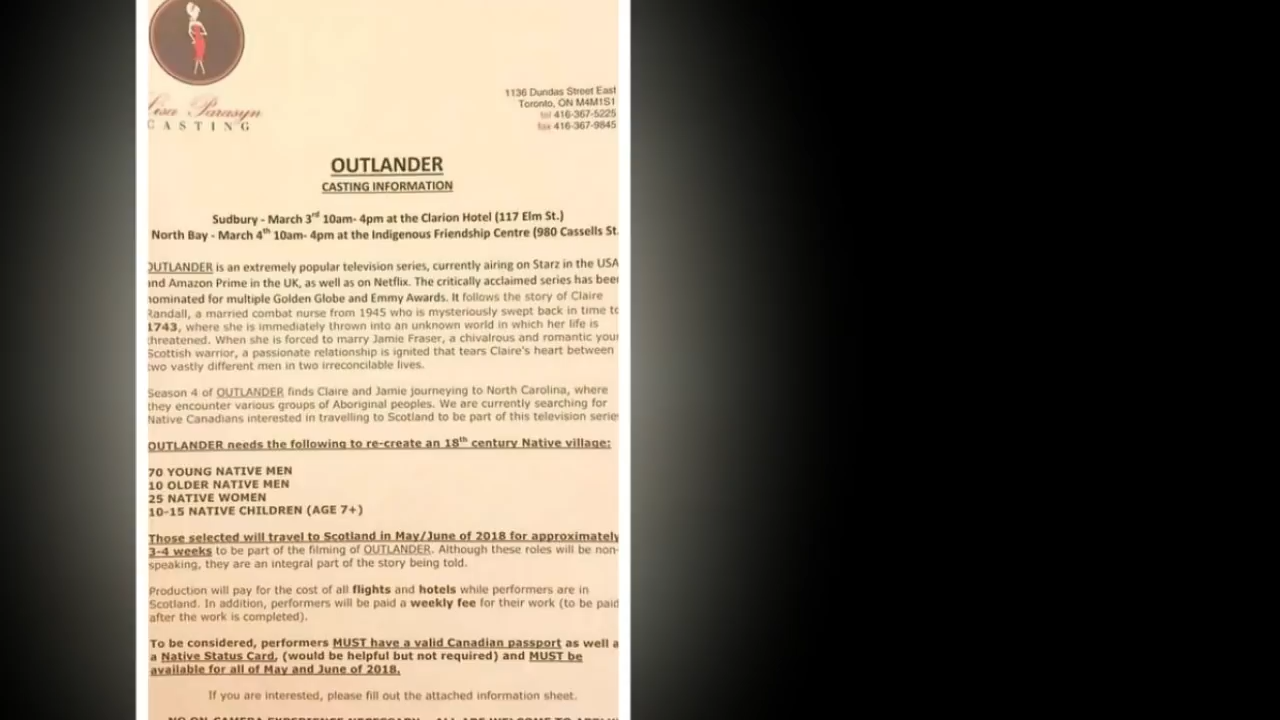 Lisa Parasyn
CASTING
1136 Dundas Street East
Toronto, ON M4M1S1
tel 416-367-5225
fax 416-367-9845
OUTLANDER
CASTING INFORMATION
Sudbury - March 3rd 10am- 4pm at the Clarion Hotel (117 Elm St.)
North Bay - March 4th 10am- 4pm at the Indigenous Friendship Centre (980 Cassells St.
OUTLANDER is an extremely popular television series, currently airing on Starz in the USA
and Amazon Prime in the UK, as well as on Netflix. The critically acclaimed series has been
nominated for multiple Golden Globe and Emmy Awards. It follows the story of Claire
Randall, a married combat nurse from 1945 who is mysteriously swept back in time to
1743, where she is immediately thrown into an unknown world in which her life is
threatened. When she is forced to marry Jamie Fraser, a chivalrous and romantic your
Scottish warrior, a passionate relationship is ignited that tears Claire's heart between
two vastly different men in two irreconcilable lives.
Season 4 of OUTLANDER finds Claire and Jamie journeying to North Carolina, where
they encounter various groups of Aboriginal peoples. We are currently searching for
Native Canadians interested in travelling to Scotland to be part of this television serie
OUTLANDER needs the following to re-create an 18th century Native village:
70 YOUNG NATIVE MEN
10 OLDER NATIVE MEN
25 NATIVE WOMEN
10-15 NATIVE CHILDREN (AGE 7+)
Those selected will travel to Scotland in May/June of 2018 for approximately
3-4 weeks to be part of the filming of OUTLANDER. Although these roles will be non-
speaking, they are an integral part of the story being told.
Production will pay for the cost of all flights and hotels while performers are in
Scotland. In addition, performers will be paid a weekly fee for their work (to be paid
after the work is completed).
To be considered, performers MUST have a valid Canadian passport as well a
a Native Status Card, (would be helpful but not required) and MUST be
available for all of May and June of 2018.
If you are interested, please fill out the attached information sheet.